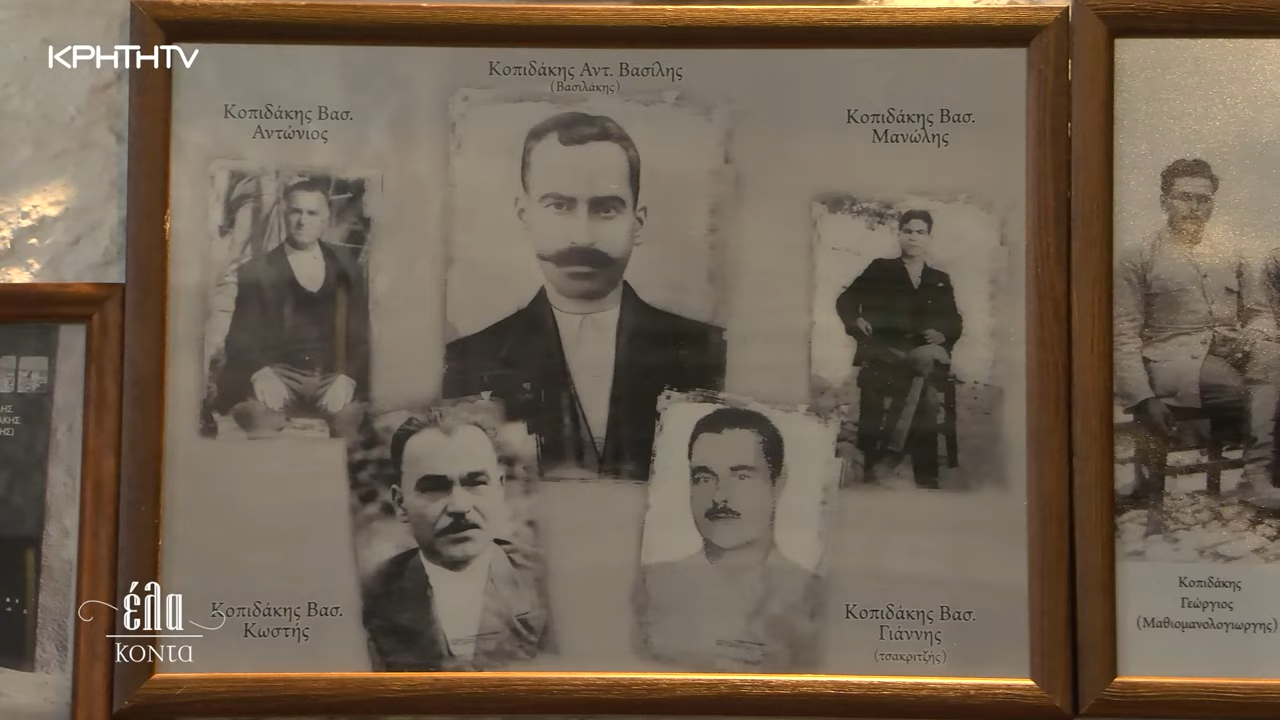 ΚΡΗΤΗTV
Κοπιδάκης Αντ. Βασίλης
(Βασιλάκης)
Κοπιδάκης Βασ.
Αντώνιος
Κοπιδάκης Βασ.
Μανώλης
Κοπιδάκης Βασ.
Κωστής
Κοπιδάκης Βασ.
Γιάννης
(τσακριτζής)
Κοπιδάκης
Γεώργιος
(Μαθιομανολογιωργης)
έλα
κοντα